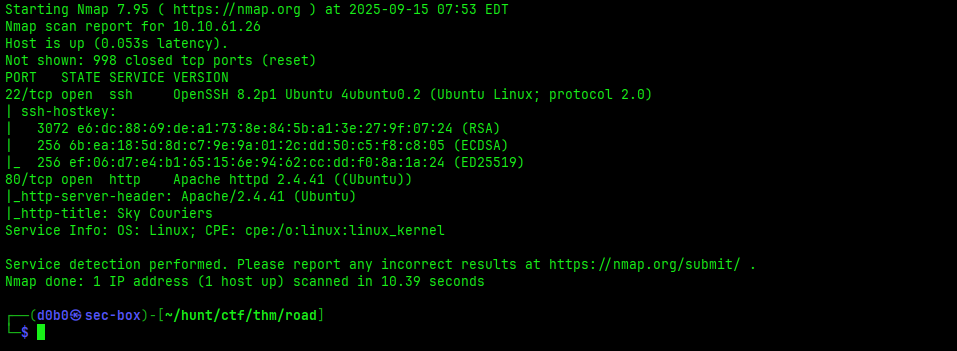 Starting Nmap 7.95 ( https://nmap.org ) at 2025-09-15 07:53 EDT
Nmap scan report for 10.10.61.26
Host is up (0.053s latency).
Not shown: 998 closed tcp ports (reset)
PORT   STATE SERVICE VERSION
22/tcp open  ssh     OpenSSH 8.2p1 Ubuntu 4ubuntu0.2 (Ubuntu Linux; protocol 2.0)
| ssh-hostkey:
|   3072 e6:dc:88:69:de:a1:73:8e:84:5b:a1:3e:27:9f:07:24 (RSA)
|   256 6b:ea:18:5d:8d:c7:9e:9a:01:2c:dd:50:c5:f8:c8:05 (ECDSA)
|_  256 ef:06:d7:e4:b1:65:15:6e:94:62:cc:dd:f0:8a:1a:24 (ED25519)
80/tcp open  http    Apache httpd 2.4.41 ((Ubuntu))
|_http-server-header: Apache/2.4.41 (Ubuntu)
|_http-title: Sky Couriers
Service Info: OS: Linux; CPE: cpe:/o:linux:linux_kernel
Service detection performed. Please report any incorrect results at https://nmap.org/submit/ .
Nmap done: 1 IP address (1 host up) scanned in 10.39 seconds
┌──(d0b0㉿sec-box)-[~/hunt/ctf/thm/road]
└─$